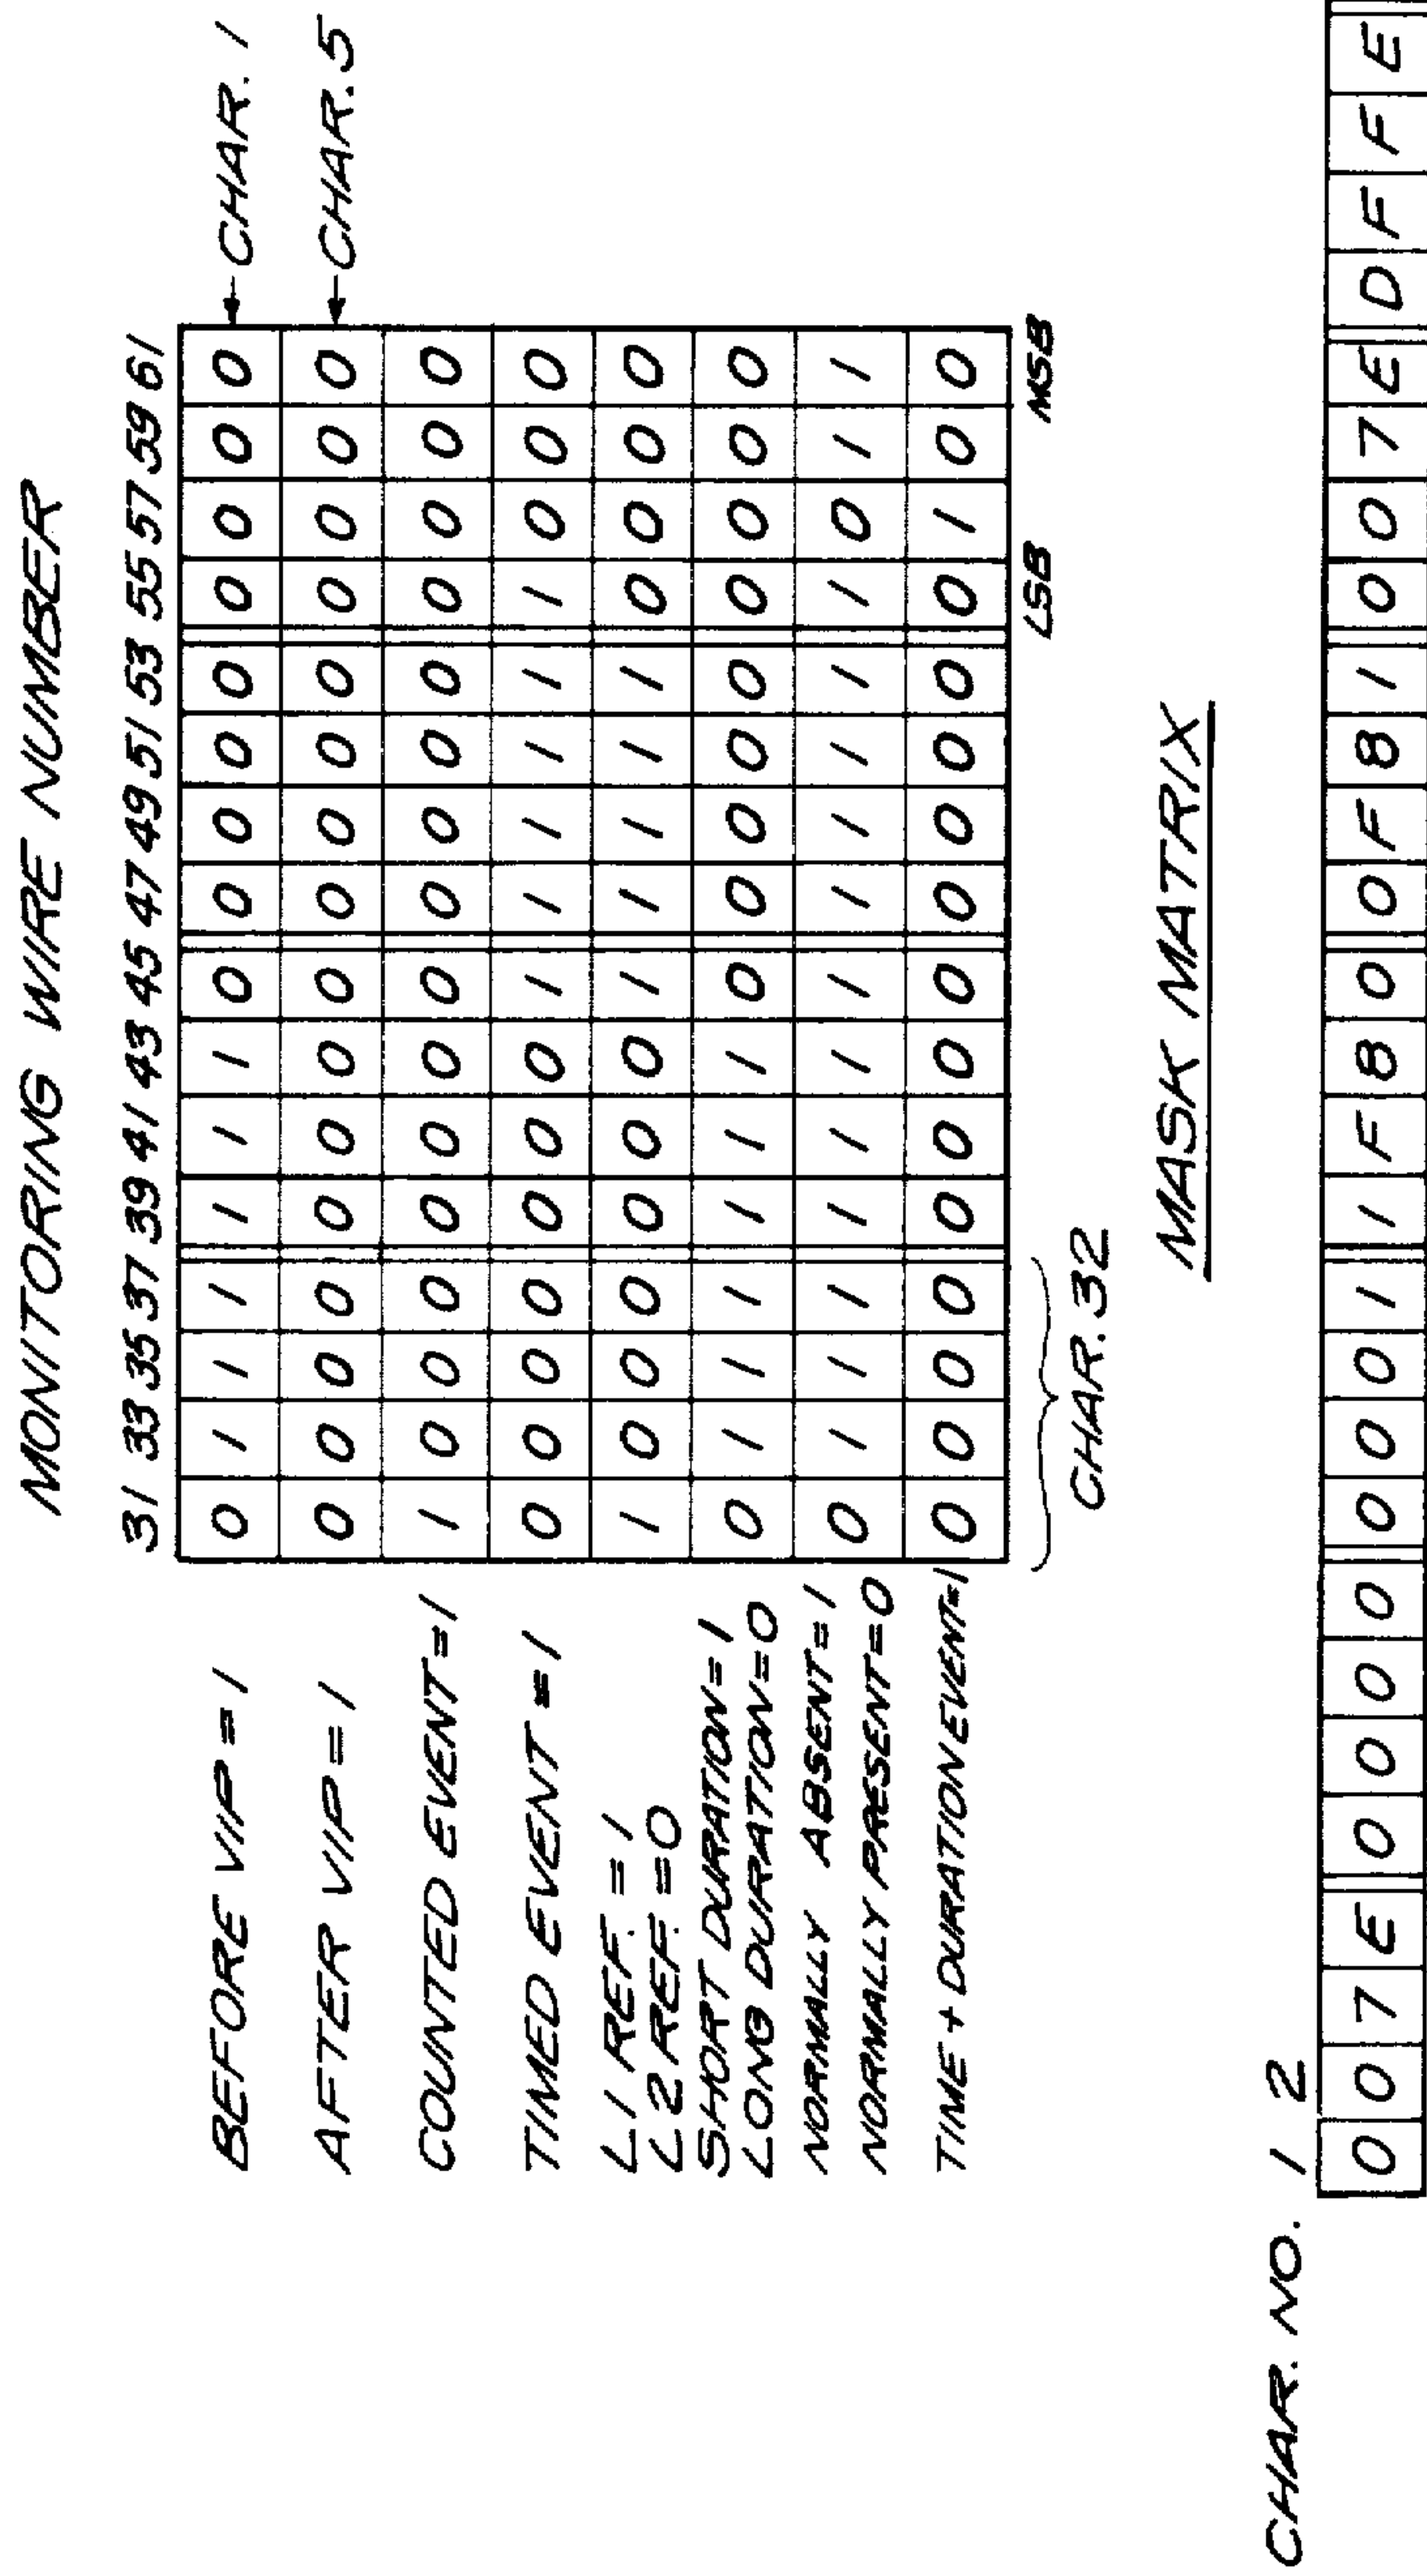 MONITORING WIRE NUMBER
31 33 35 37 39 41 43 45 47 49 51 53 55 57 59 61
BEFORE VIP = 1 0 1 1 1 1 1 1 0 0 0 0 0 0 0 0 0 ← CHAR. 1
AFTER VIP = 1 0 0 0 0 0 0 0 0 0 0 0 0 0 0 0 0 ← CHAR. 5
COUNTED EVENT = 1 1 0 0 0 0 0 0 0 0 0 0 0 0 0 0 0
TIMED EVENT = 1 0 0 0 0 0 0 0 1 1 1 1 1 1 0 0 0
L1 REF. = 1 1 0 0 0 0 0 0 1 1 1 1 1 0 0 0 0
L2 REF. = 0
SHORT DURATION = 1 0 1 1 1 1 1 1 0 0 0 0 0 0 0 0 0
LONG DURATION = 0
NORMALLY ABSENT = 1 0 1 1 1 1 1 1 1 1 1 1 1 1 0 1 1
NORMALLY PRESENT = 0
TIME + DURATION EVENT = 1 0 0 0 0 0 0 0 0 0 0 0 0 0 1 0 0
LSB MSB
CHAR. 32
MASK MATRIX
CHAR. NO. 1 2
0 0 7 E 0 0 0 0 0 0 0 1 1 F 8 0 0 F 8 1 0 0 7 E D F F E